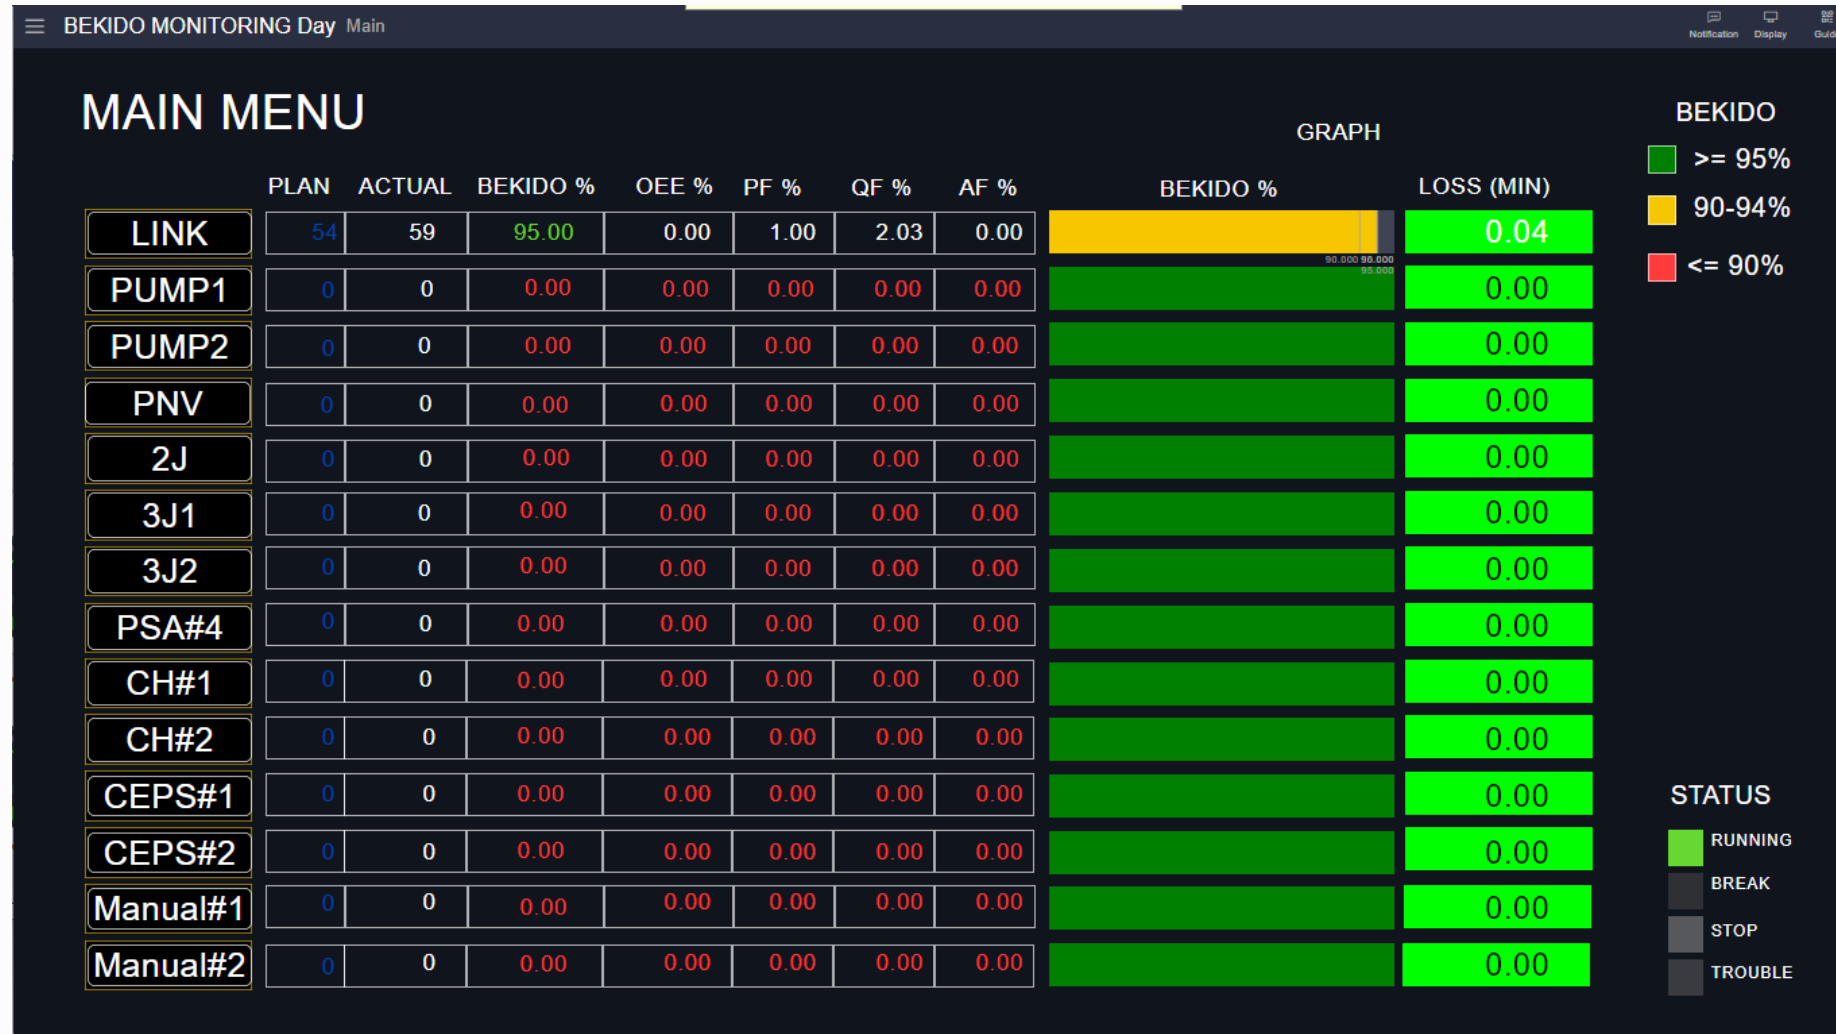 BEKIDO MONITORING Day Main
Notification Display Guid
MAIN MENU
GRAPH
BEKIDO
>= 95%
90-94%
<= 90%
PLAN ACTUAL BEKIDO % OEE % PF % QF % AF % BEKIDO % LOSS (MIN)
LINK 54 59 95.00 0.00 1.00 2.03 0.00 0.04
90.000 90.000
95.000
PUMP1 0 0 0.00 0.00 0.00 0.00 0.00 0.00
PUMP2 0 0 0.00 0.00 0.00 0.00 0.00 0.00
PNV 0 0 0.00 0.00 0.00 0.00 0.00 0.00
2J 0 0 0.00 0.00 0.00 0.00 0.00 0.00
3J1 0 0 0.00 0.00 0.00 0.00 0.00 0.00
3J2 0 0 0.00 0.00 0.00 0.00 0.00 0.00
PSA#4 0 0 0.00 0.00 0.00 0.00 0.00 0.00
CH#1 0 0 0.00 0.00 0.00 0.00 0.00 0.00
CH#2 0 0 0.00 0.00 0.00 0.00 0.00 0.00
CEPS#1 0 0 0.00 0.00 0.00 0.00 0.00 0.00
CEPS#2 0 0 0.00 0.00 0.00 0.00 0.00 0.00
Manual#1 0 0 0.00 0.00 0.00 0.00 0.00 0.00
Manual#2 0 0 0.00 0.00 0.00 0.00 0.00 0.00
STATUS
RUNNING
BREAK
STOP
TROUBLE